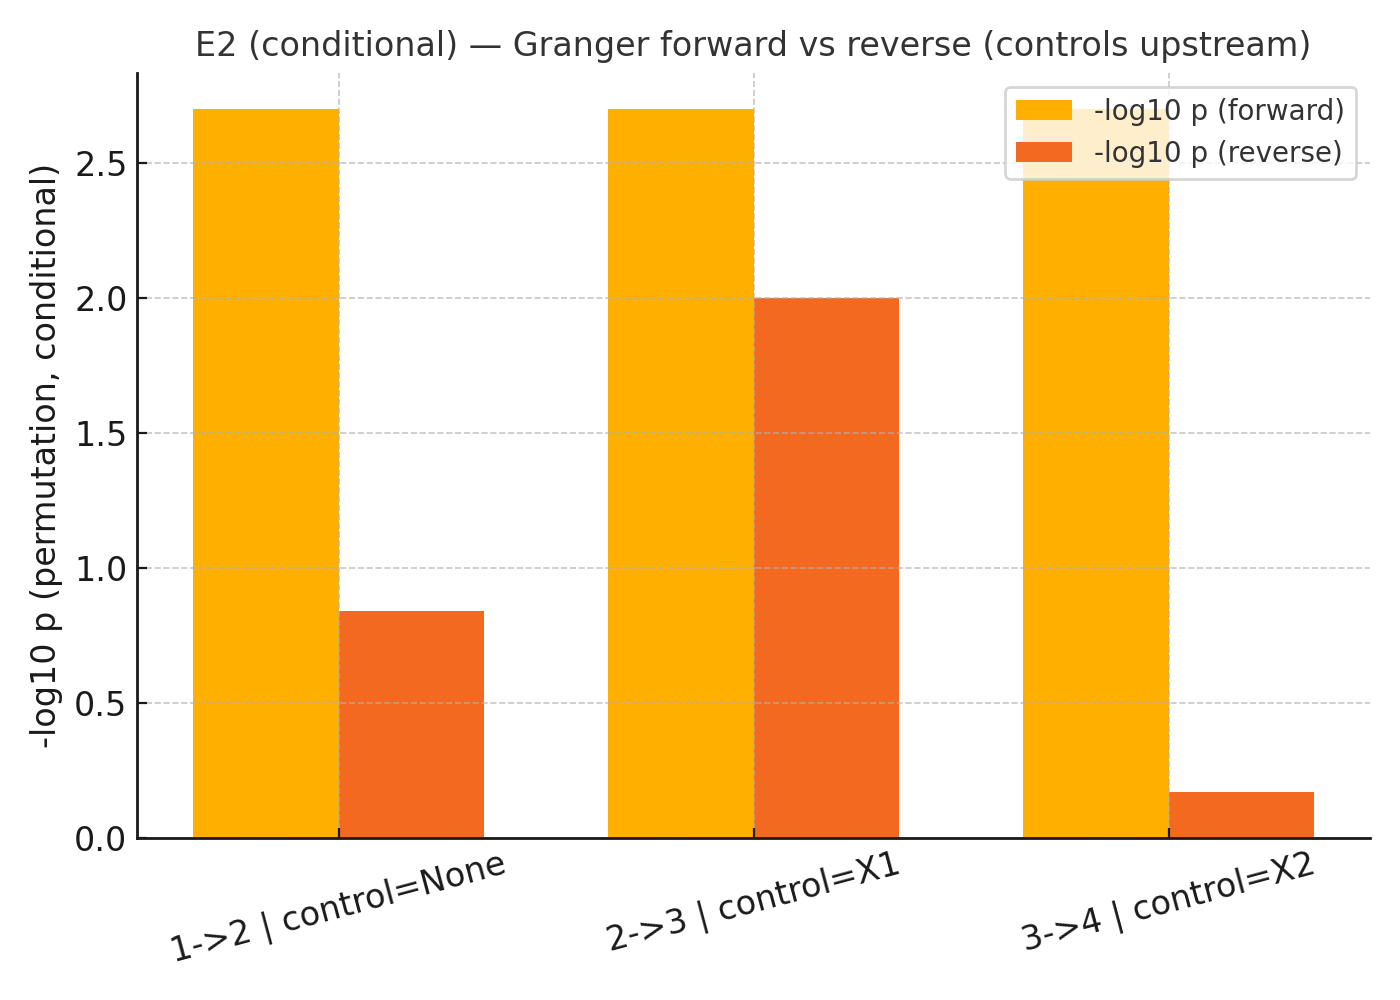 E2 (conditional) — Granger forward vs reverse (controls upstream)
-log10 p (forward)
-log10 p (reverse)
-log10 p (permutation, conditional)
2.5
2.0
1.5
1.0
0.5
0.0
1->2 | control=None
2->3 | control=X1
3->4 | control=X2